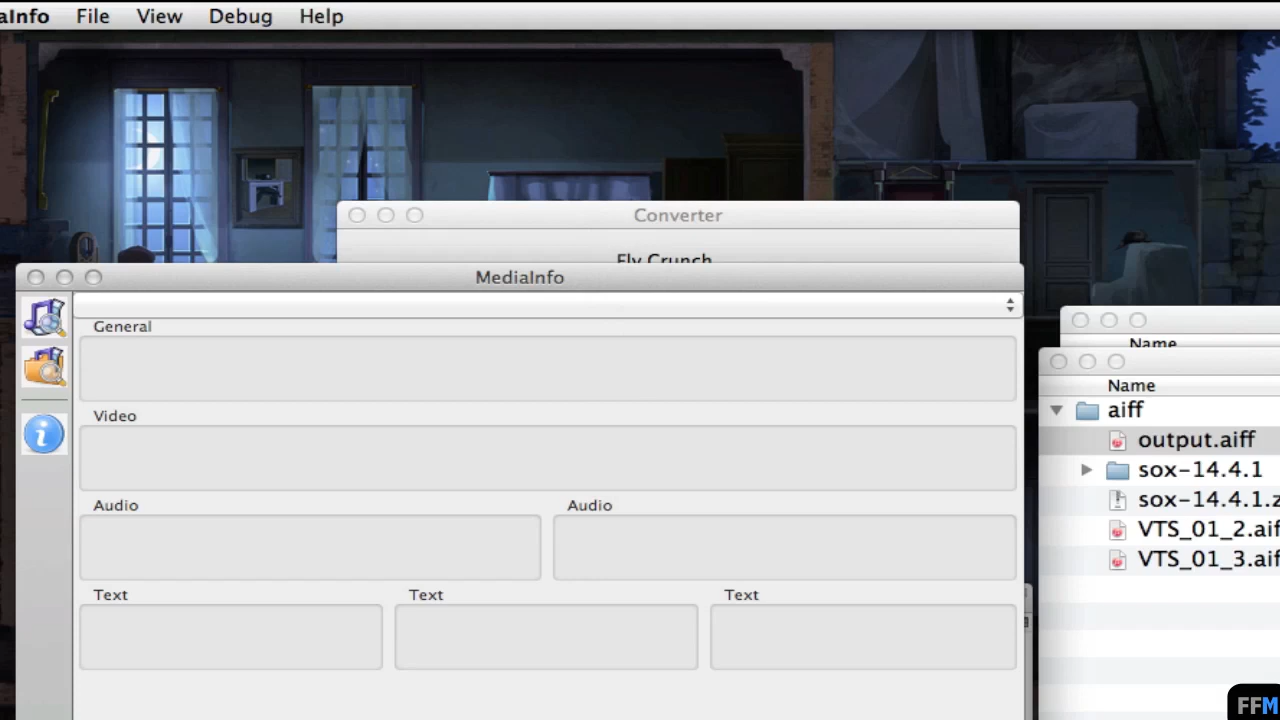 aInfo File View Debug Help
Converter
Fly Crunch
MediaInfo
General
Video
Audio Audio
Text Text Text
Name
Name
aiff
output.aiff
sox-14.4.1
sox-14.4.1.z
VTS_01_2.aif
VTS_01_3.aif
FFM